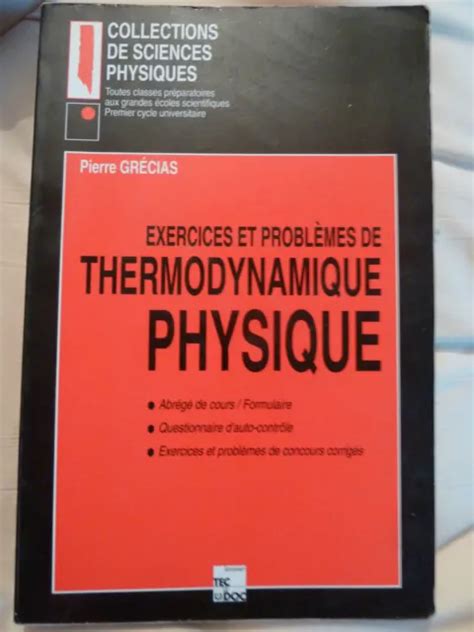 COLLECTIONS
DE SCIENCES
PHYSIQUES
Toutes classes préparatoires
aux grandes écoles scientifiques
Premier cycle universitaire
Pierre GRÉCIAS
EXERCICES ET PROBLÈMES DE
THERMODYNAMIQUE
PHYSIQUE
Abrégé de cours / Formulaire
Questionnaire d'auto-contrôle
Exercices et problèmes de concours corrigés
TEC
DOC